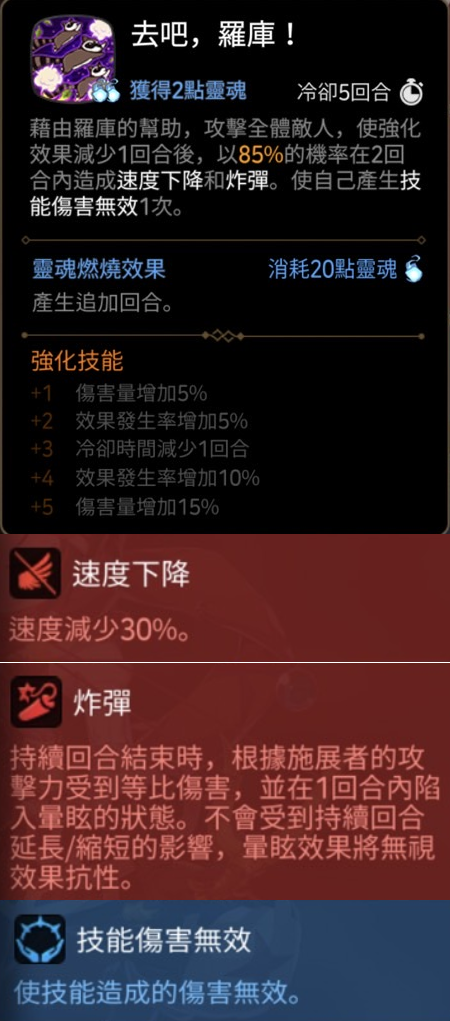 去吧，羅庫！
獲得2點靈魂
冷卻5回合
藉由羅庫的幫助，攻擊全體敵人，使強化
效果減少1回合後，以85%的機率在2回
合內造成速度下降和炸彈。使自己產生技
能傷害無效1次。
靈魂燃燒效果
消耗20點靈魂
產生追加回合。
強化技能
+1 傷害量增加5%
+2 效果發生率增加5%
+3 冷卻時間減少1回合
+4 效果發生率增加10%
+5 傷害量增加15%
速度下降
速度減少30%。
炸彈
持續回合結束時，根據施展者的攻
擊力受到等比傷害，並在1回合內陷
入暈眩的狀態。不會受到持續回合
延長/縮短的影響，暈眩效果將無視
效果抗性。
技能傷害無效
使技能造成的傷害無效。